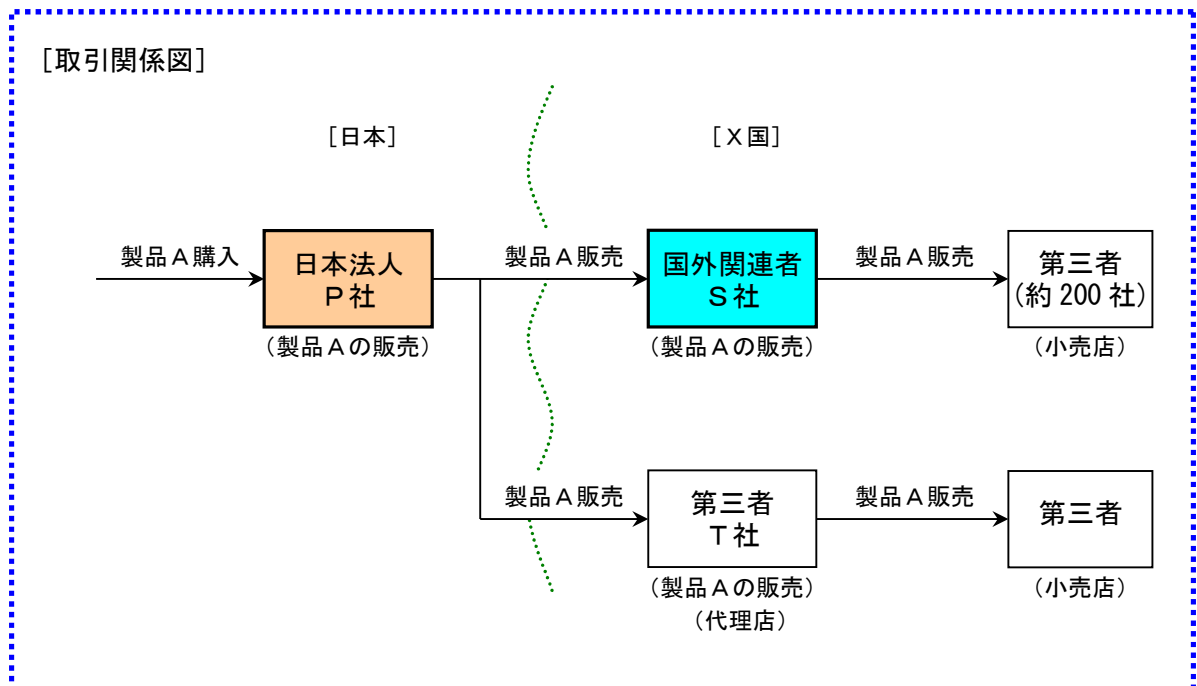 ［取引関係図］
［日本］
［Ｘ国］
製品Ａ購入
日本法人
Ｐ社
（製品Ａの販売）
製品Ａ販売
国外関連者
Ｓ社
（製品Ａの販売）
製品Ａ販売
第三者
（約 200 社）
（小売店）
製品Ａ販売
第三者
Ｔ社
（製品Ａの販売）
（代理店）
製品Ａ販売
第三者
（小売店）